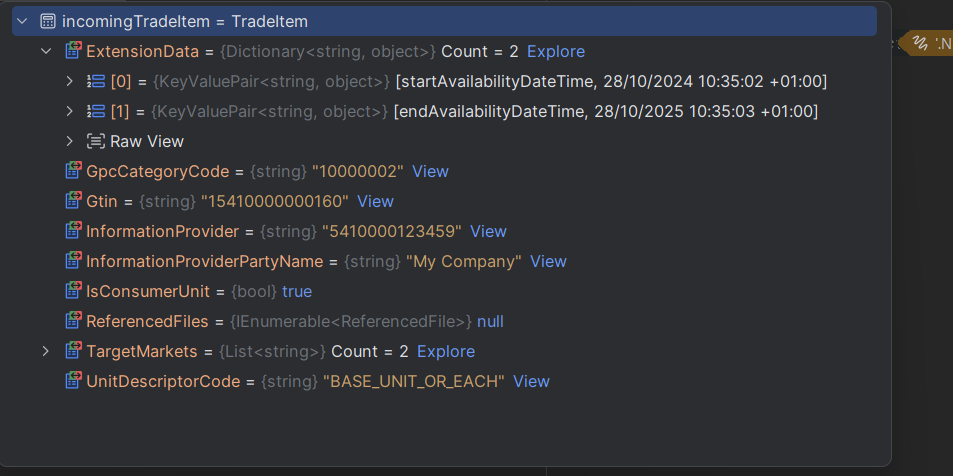 incomingTradeItem = TradeItem
ExtensionData = {Dictionary<string, object>} Count = 2 Explore
[0] = {KeyValuePair<string, object>} [startAvailabilityDateTime, 28/10/2024 10:35:02 +01:00]
[1] = {KeyValuePair<string, object>} [endAvailabilityDateTime, 28/10/2025 10:35:03 +01:00]
Raw View
GpcCategoryCode = {string} "10000002" View
Gtin = {string} "15410000000160" View
InformationProvider = {string} "5410000123459" View
InformationProviderPartyName = {string} "My Company" View
IsConsumerUnit = {bool} true
ReferencedFiles = {IEnumerable<ReferencedFile>} null
TargetMarkets = {List<string>} Count = 2 Explore
UnitDescriptorCode = {string} "BASE_UNIT_OR_EACH" View
'.N